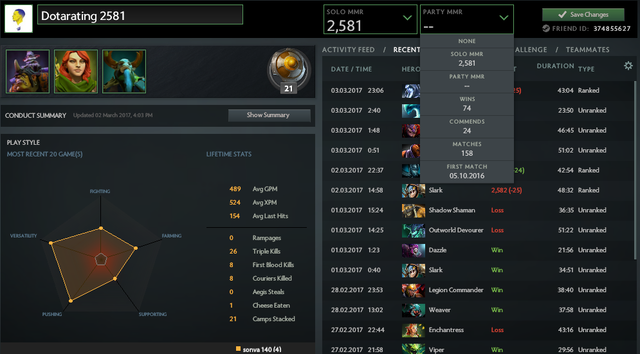 Dotarating 2581
SOLO MMR
2,581
PARTY MMR
--
Save Changes
FRIEND ID: 374855627
21
CONDUCT SUMMARY Updated 02 March 2017, 4:03 PM
Show Summary
PLAY STYLE
MOST RECENT 20 GAME(S)
FIGHTING
FARMING
SUPPORTING
PUSHING
VERSATILITY
LIFETIME STATS
489 Avg GPM
524 Avg XPM
154 Avg Last Hits
0 Rampages
26 Triple Kills
8 First Blood Kills
8 Couriers Killed
0 Aegis Steals
1 Cheese Eaten
21 Camps Stacked
sonya 140 (4)
NONE
SOLO MMR
2,581
PARTY MMR
--
WINS
74
COMMENDS
24
MATCHES
158
FIRST MATCH
05.10.2016
ACTIVITY FEED / RECENT
ALLENGE / TEAMMATES
DATE / TIME HERO T DURATION TYPE
03.03.2017 23:06 -25) 43:04 Ranked
03.03.2017 2:40 23:50 Unranked
03.03.2017 1:48 46:45 Unranked
03.03.2017 0:51 51:02 Unranked
02.03.2017 22:37 -24) 42:54 Ranked
02.03.2017 14:58 Slark 2,582 (-25) 48:32 Ranked
01.03.2017 15:24 Shadow Shaman Loss 36:35 Unranked
01.03.2017 14:25 Outworld Devourer Loss 51:22 Unranked
01.03.2017 1:23 Dazzle Win 21:56 Unranked
01.03.2017 0:40 Slark Win 34:51 Unranked
28.02.2017 23:53 Legion Commander Win 38:40 Unranked
28.02.2017 13:02 Weaver Win 37:58 Unranked
27.02.2017 22:44 Enchantress Loss 43:16 Unranked
27.02.2017 21:58 Viper Win 29:56 Unranked